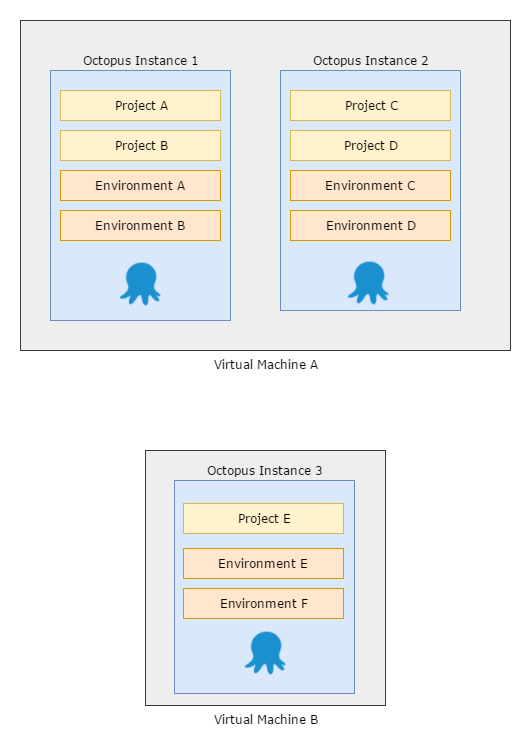 Octopus Instance 1
Project A
Project B
Environment A
Environment B
Octopus Instance 2
Project C
Project D
Environment C
Environment D
Virtual Machine A
Octopus Instance 3
Project E
Environment E
Environment F
Virtual Machine B